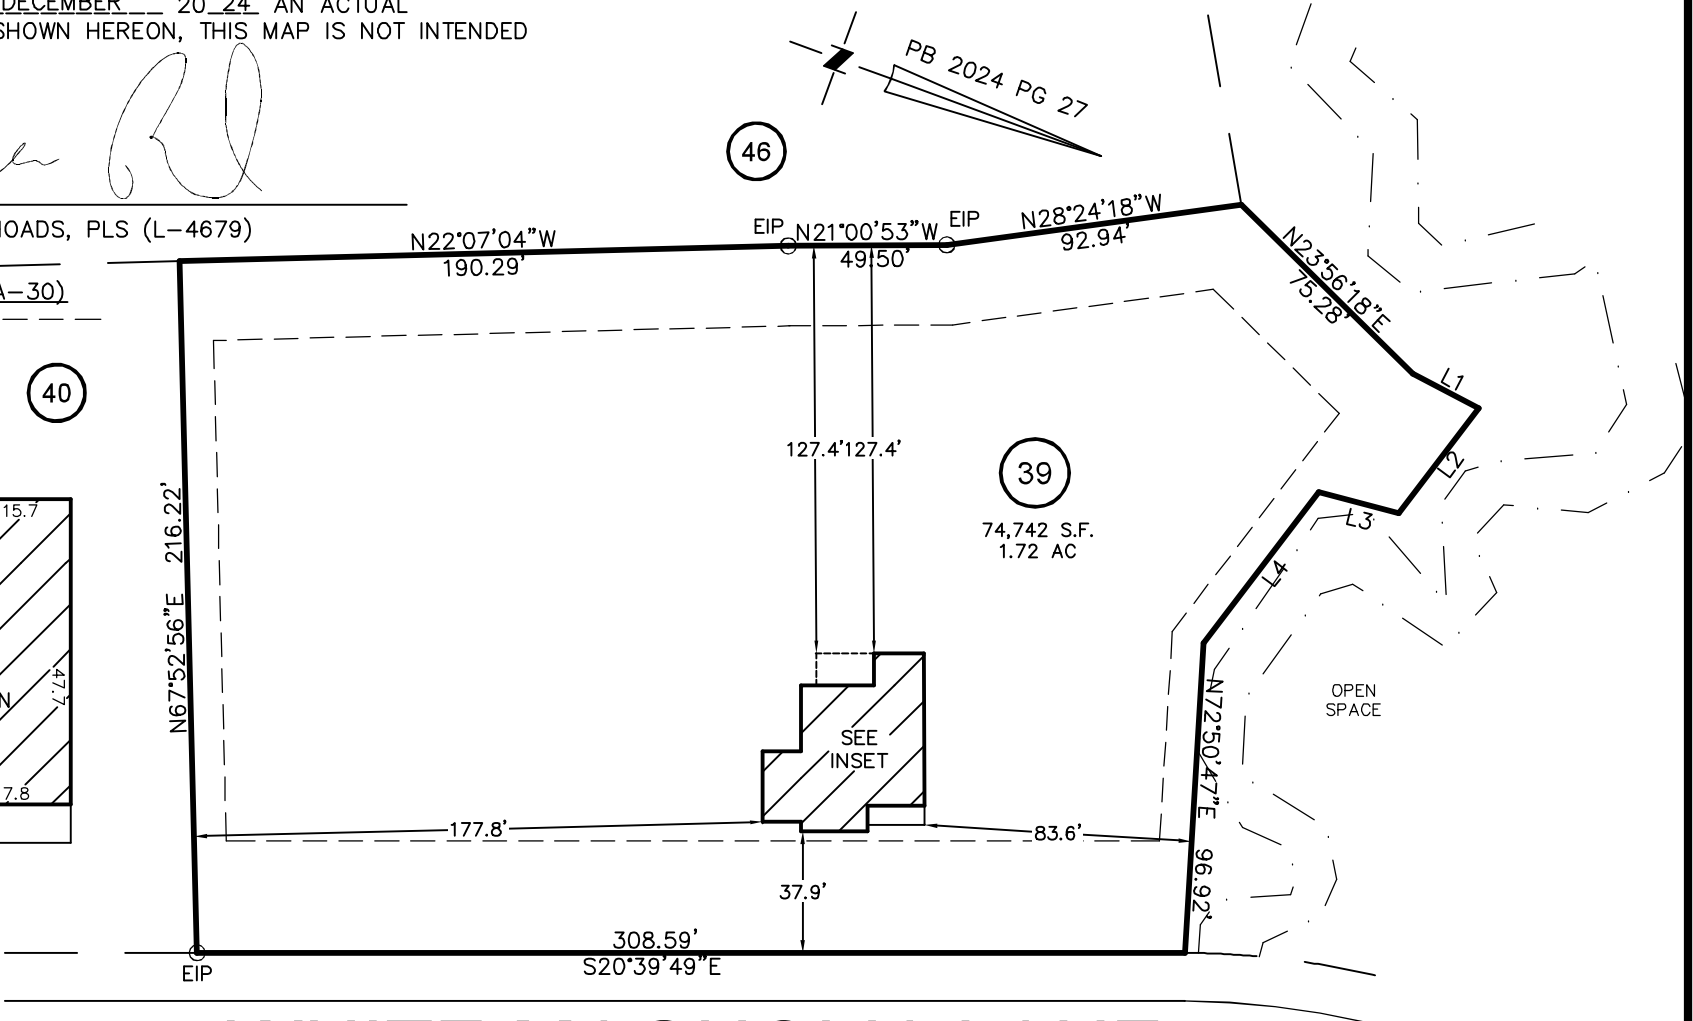 DECEMBER 20 24 AN ACTUAL
SHOWN HEREON, THIS MAP IS NOT INTENDED
OADS, PLS (L-4679)
A-30)
PB 2024 PG 27
46
EIP
N21°00'53"W
EIP
49.50'
N28°24'18"W
92.94'
N22°07'04"W
190.29'
N23°56'18"E
75.28'
L1
L2
L3
L4
40
127.4'
127.4'
39
74,742 S.F.
1.72 AC
15.7
47.7
N
7.8
N67°52'56"E 216.22'
OPEN
SPACE
SEE
INSET
N72°50'47"E 96.92'
177.8'
83.6'
37.9'
308.59'
S20°39'49"E
EIP